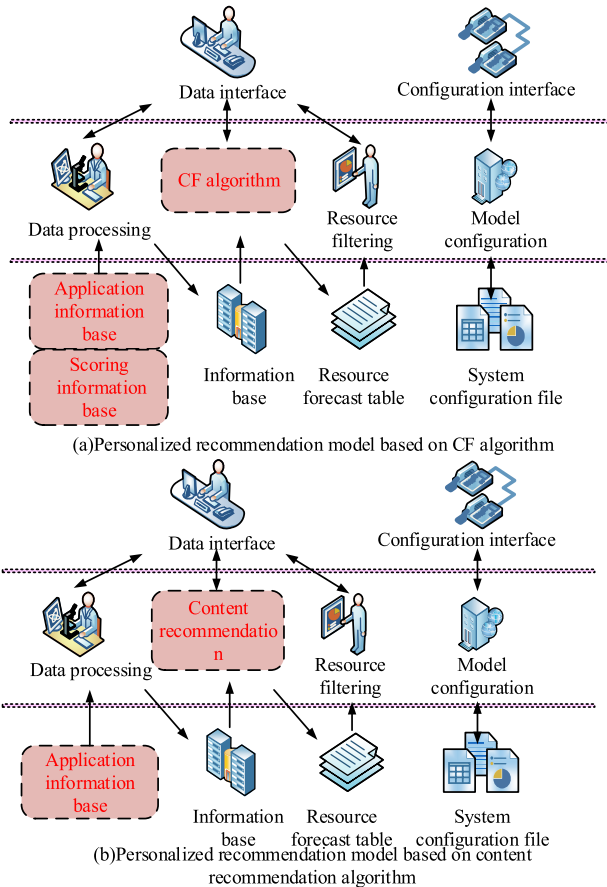 Data interface
Configuration interface
CF algorithm
Data processing
Resource
filtering
Model
configuration
Application
information
base
Scoring
information
base
Information
base
Resource
forecast table
System
configuration file
(a)Personalized recommendation model based on CF algorithm
Data interface
Configuration interface
Content
recommendatio
n
Data processing
Resource
filtering
Model
configuration
Application
information
base
Information
base
Resource
forecast table
System
configuration file
(b)Personalized recommendation model based on content
recommendation algorithm